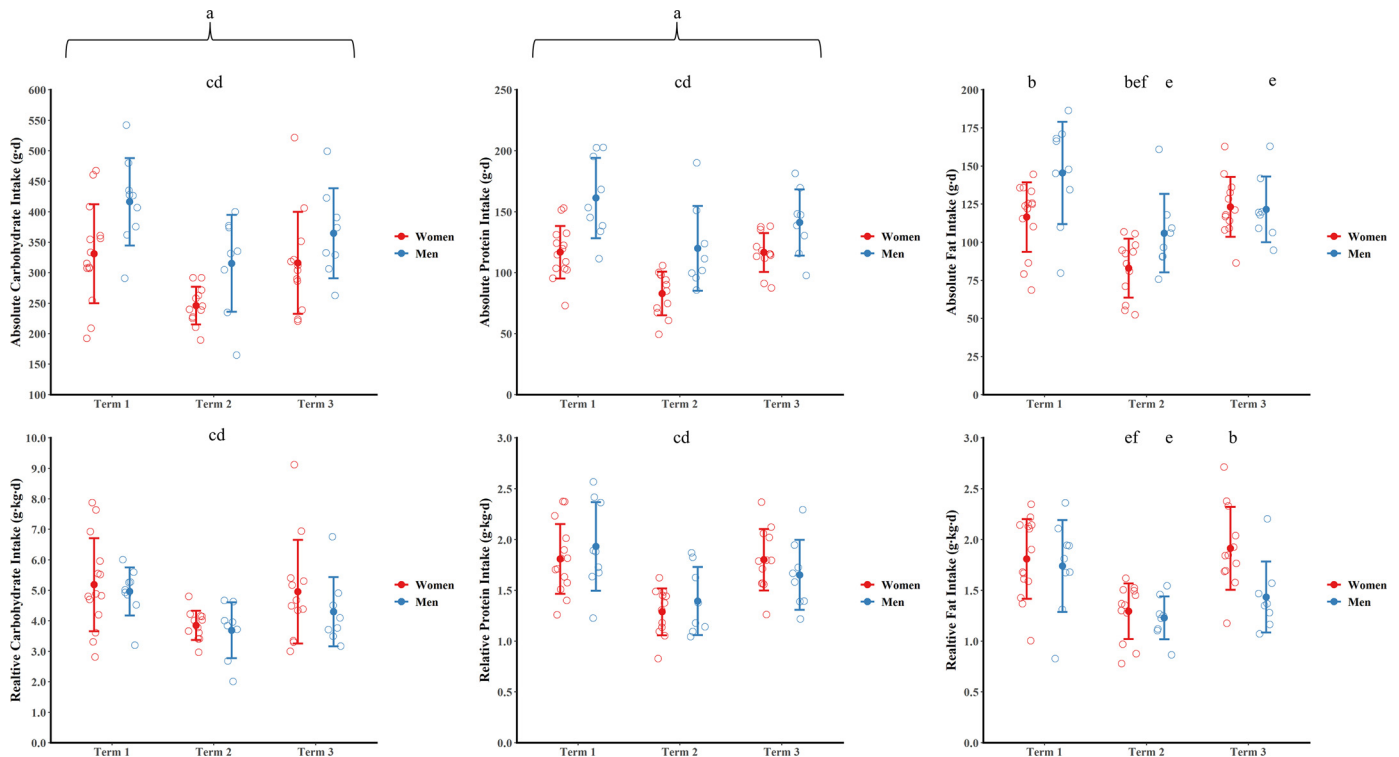 a
cd
600
550
500
450
400
350
300
250
200
150
100
Absolute Carbohydrate Intake (g·d)
Term 1 Term 2 Term 3
Women
Men
a
cd
250
200
150
100
50
0
Absolute Protein Intake (g·d)
Term 1 Term 2 Term 3
Women
Men
b bef e e
200
175
150
125
100
75
50
25
0
Absolute Fat Intake (g·d)
Term 1 Term 2 Term 3
Women
Men
cd
10.0
9.0
8.0
7.0
6.0
5.0
4.0
3.0
2.0
1.0
0.0
Realtive Carbohydrate Intake (g·kg·d)
Term 1 Term 2 Term 3
Women
Men
cd
3.0
2.5
2.0
1.5
1.0
0.5
0.0
Relative Protein Intake (g·kg·d)
Term 1 Term 2 Term 3
Women
Men
ef e b
3.0
2.5
2.0
1.5
1.0
0.5
0.0
Realtive Fat Intake (g·kg·d)
Term 1 Term 2 Term 3
Women
Men